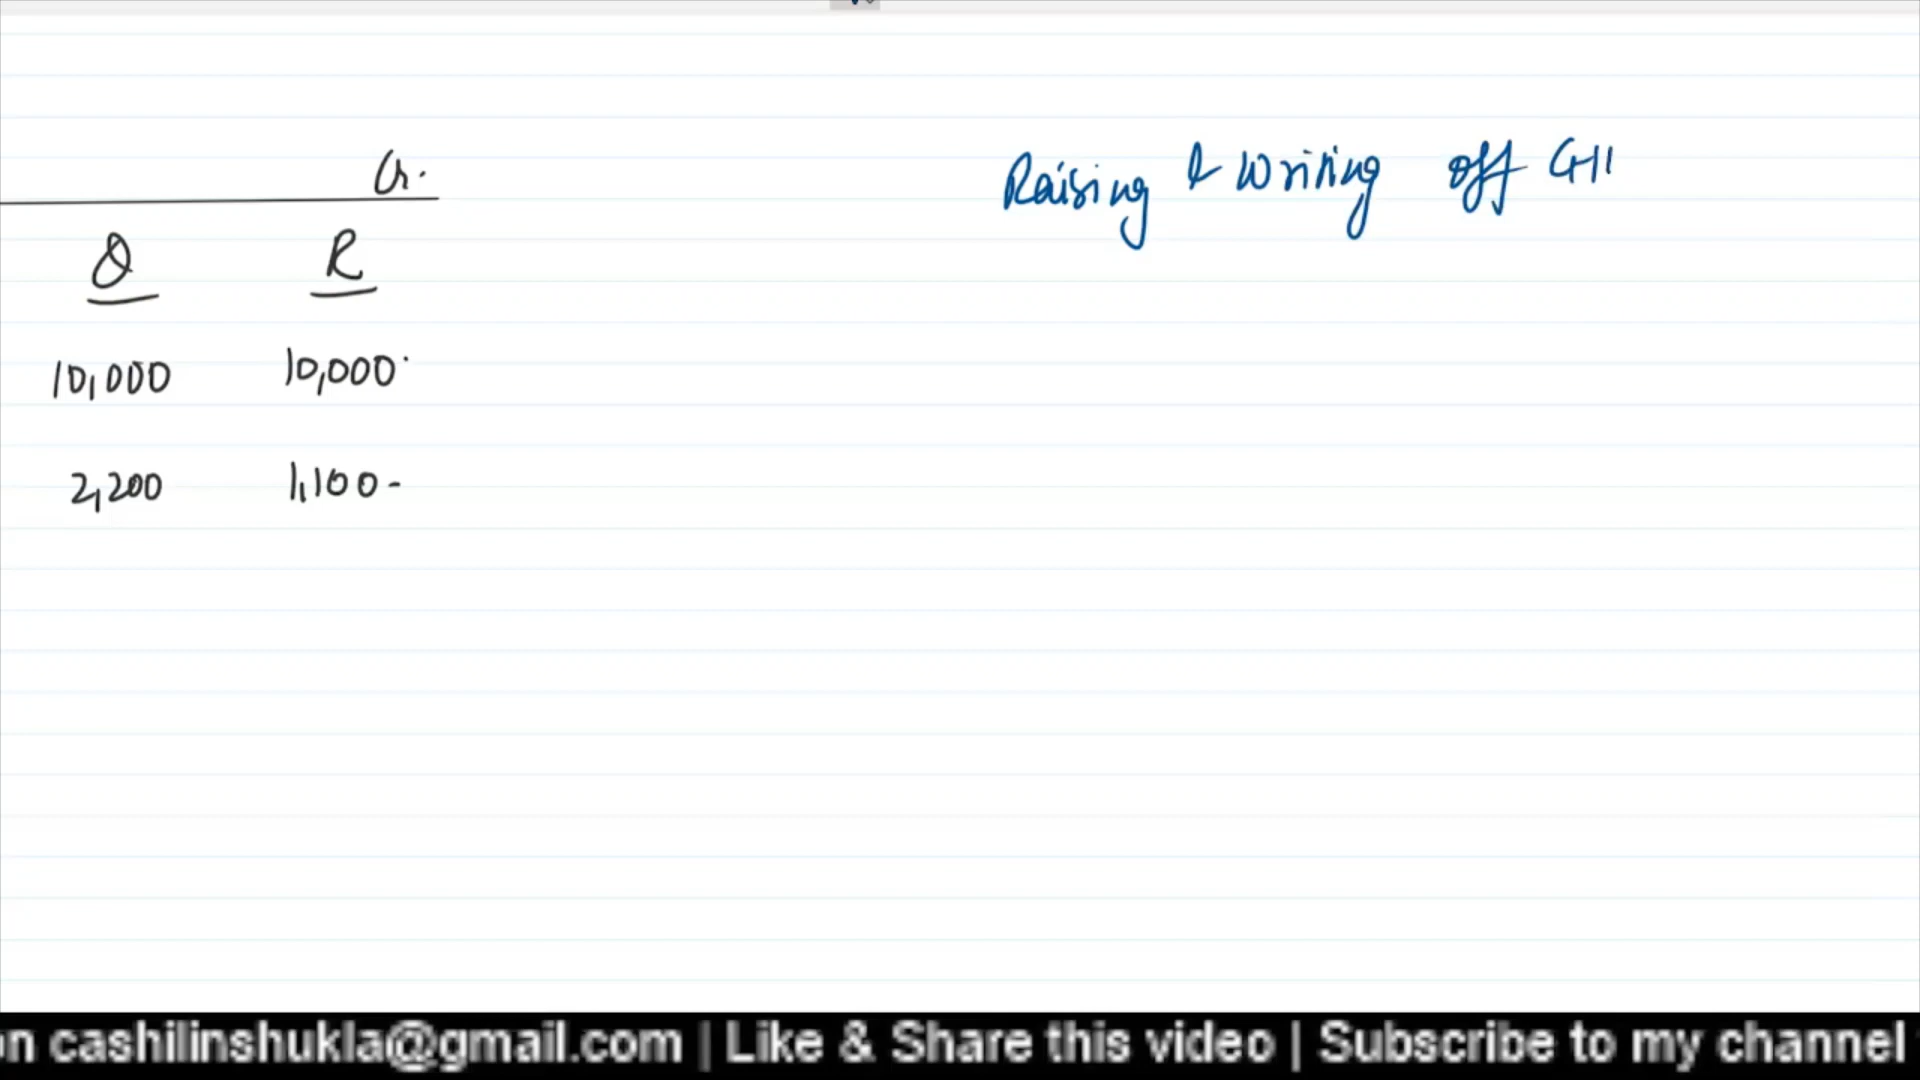 Cr.
Q R
10,000 10,000
2,200 1,100-
Raising & Writing off
on cashilinshukla@gmail.com | Like & Share this video | Subscribe to my channel